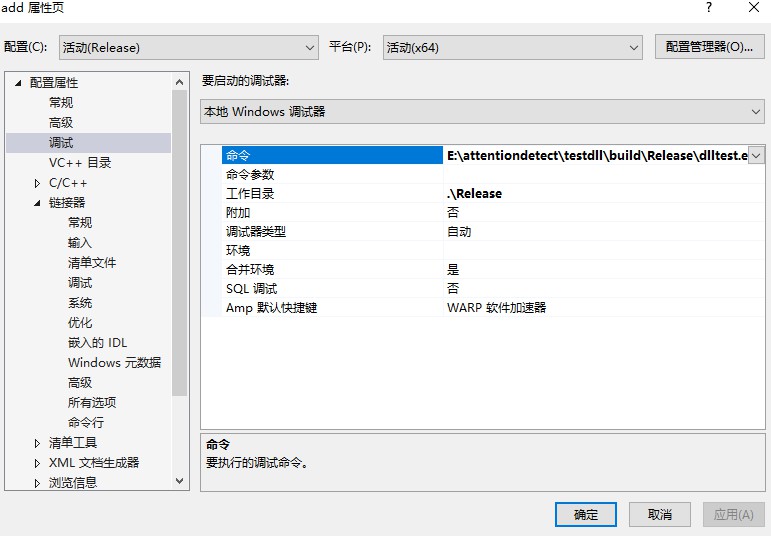 add 属性页
? ×
配置(C): 活动(Release) 平台(P): 活动(x64) 配置管理器(O)...
配置属性
常规
高级
调试
VC++ 目录
C/C++
链接器
常规
输入
清单文件
调试
系统
优化
嵌入的 IDL
Windows 元数据
高级
所有选项
命令行
清单工具
XML 文档生成器
浏览信息
要启动的调试器:
本地 Windows 调试器
命令 E:\attentiondetect\testdll\build\Release\dlltest.e
命令参数
工作目录 .\Release
附加 否
调试器类型 自动
环境
合并环境 是
SQL 调试 否
Amp 默认快捷键 WARP 软件加速器
命令
要执行的调试命令。
确定 取消 应用(A)